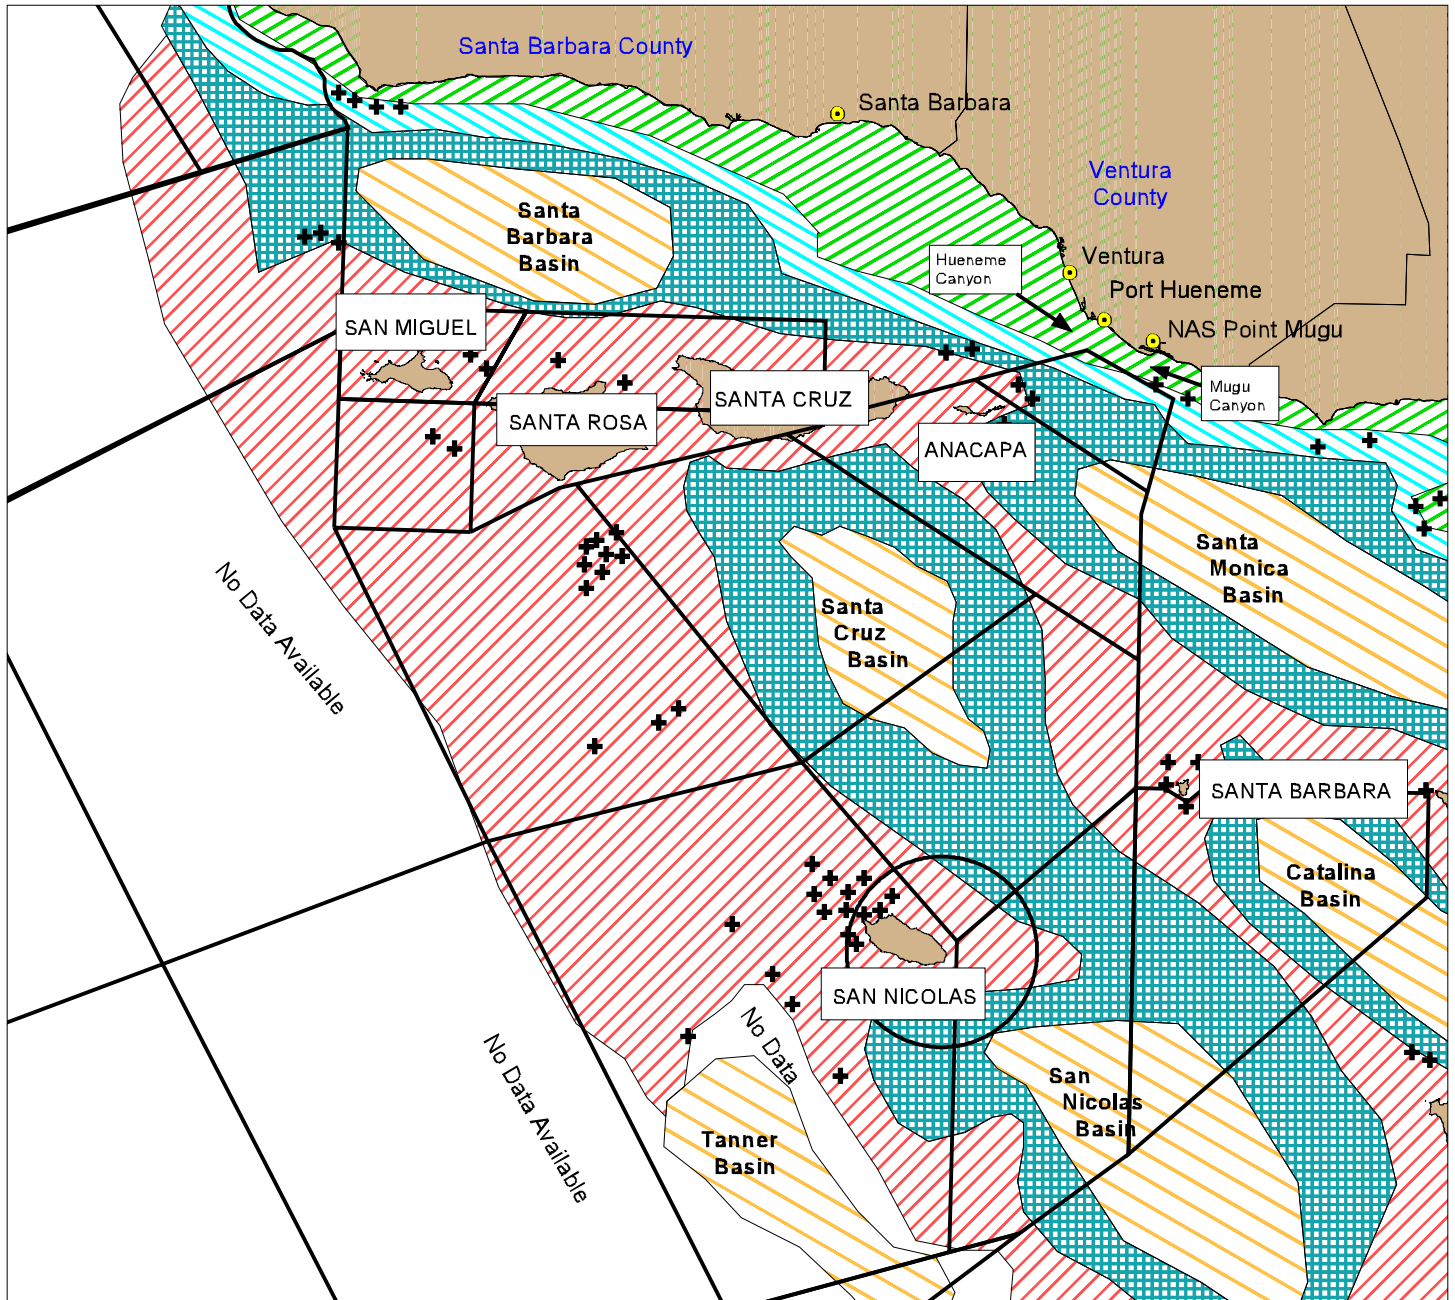 Santa Barbara County
Santa Barbara
Ventura
County
Santa
Barbara
Basin
Hueneme
Canyon
Ventura
Port Hueneme
NAS Point Mugu
SAN MIGUEL
Mugu
Canyon
SANTA ROSA
SANTA CRUZ
ANACAPA
Santa
Monica
Basin
No Data Available
Santa
Cruz
Basin
SANTA BARBARA
Catalina
Basin
SAN NICOLAS
No Data
No Data Available
San
Nicolas
Basin
Tanner
Basin